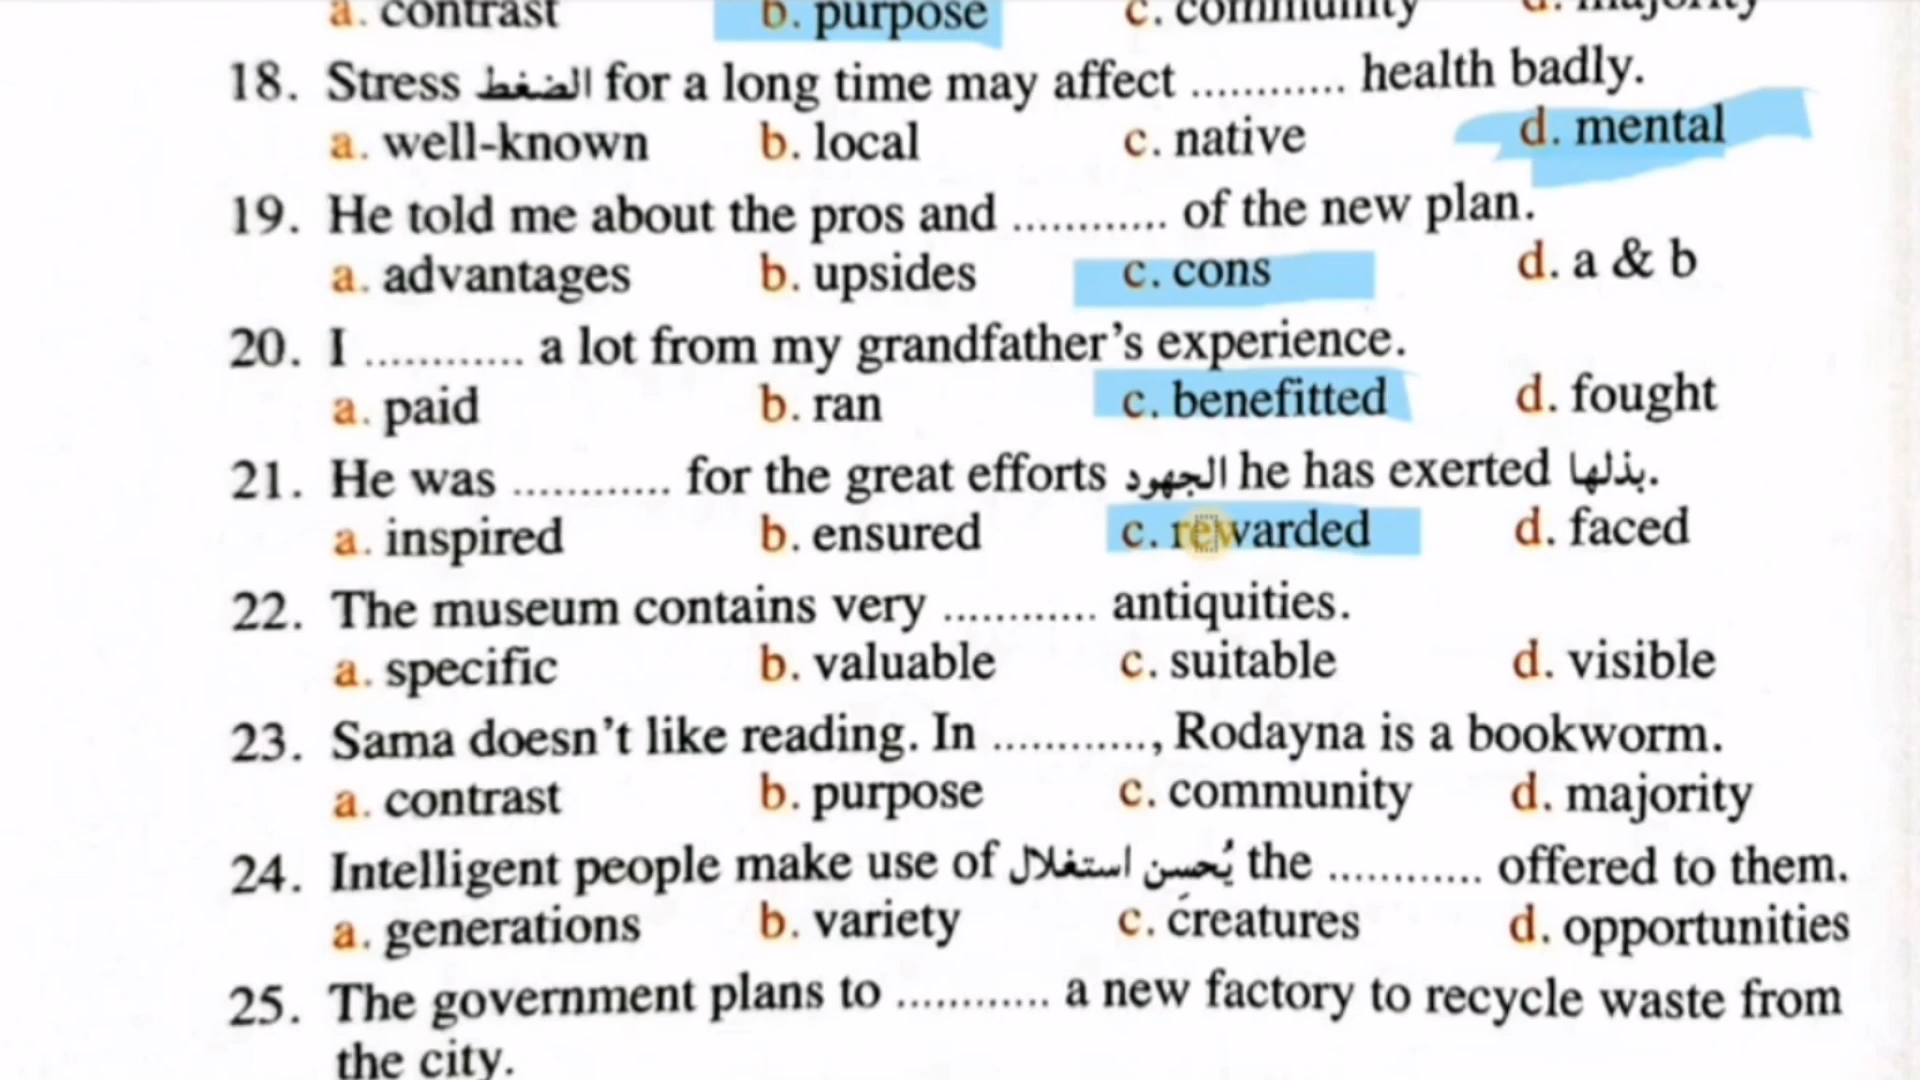 a. contrast b. purpose c. community d. majority
18. Stress الضغط for a long time may affect ............ health badly.
a. well-known b. local c. native d. mental
19. He told me about the pros and ............ of the new plan.
a. advantages b. upsides c. cons d. a & b
20. I ............ a lot from my grandfather's experience.
a. paid b. ran c. benefitted d. fought
21. He was ............ for the great efforts الجهود he has exerted بذلها.
a. inspired b. ensured c. rewarded d. faced
22. The museum contains very ............ antiquities.
a. specific b. valuable c. suitable d. visible
23. Sama doesn't like reading. In ............, Rodayna is a bookworm.
a. contrast b. purpose c. community d. majority
24. Intelligent people make use of يُحسِن استغلال the ............ offered to them.
a. generations b. variety c. creatures d. opportunities
25. The government plans to ............ a new factory to recycle waste from
the city.